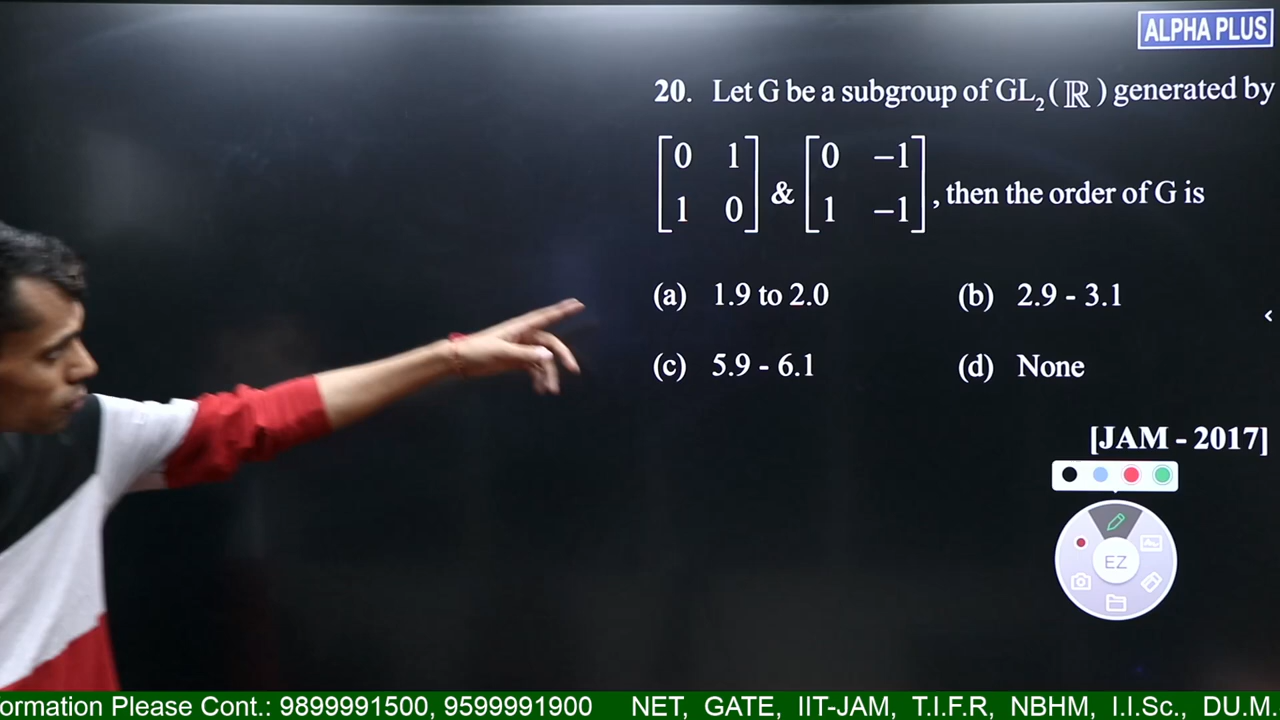 ALPHA PLUS
20. Let G be a subgroup of GL₂(ℝ) generated by
[0 1; 1 0] & [0 −1; 1 −1], then the order of G is
(a) 1.9 to 2.0 (b) 2.9 - 3.1
(c) 5.9 - 6.1 (d) None
[JAM - 2017]
EZ
ormation Please Cont.: 9899991500, 9599991900 NET, GATE, IIT-JAM, T.I.F.R, NBHM, I.I.Sc., DU.M.